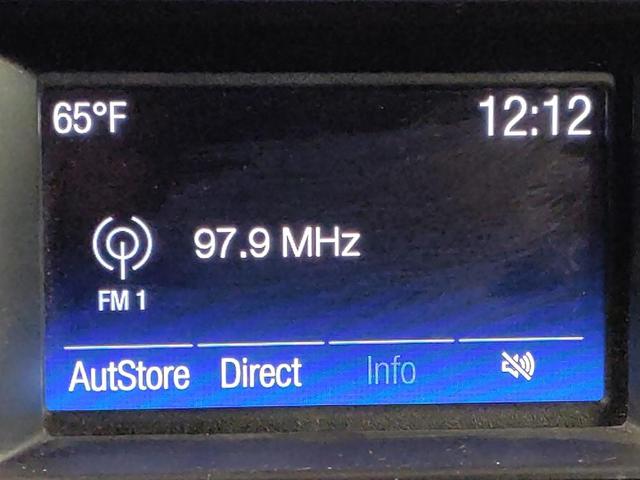 65°F 12:12
97.9 MHz
FM 1
AutStore Direct Info